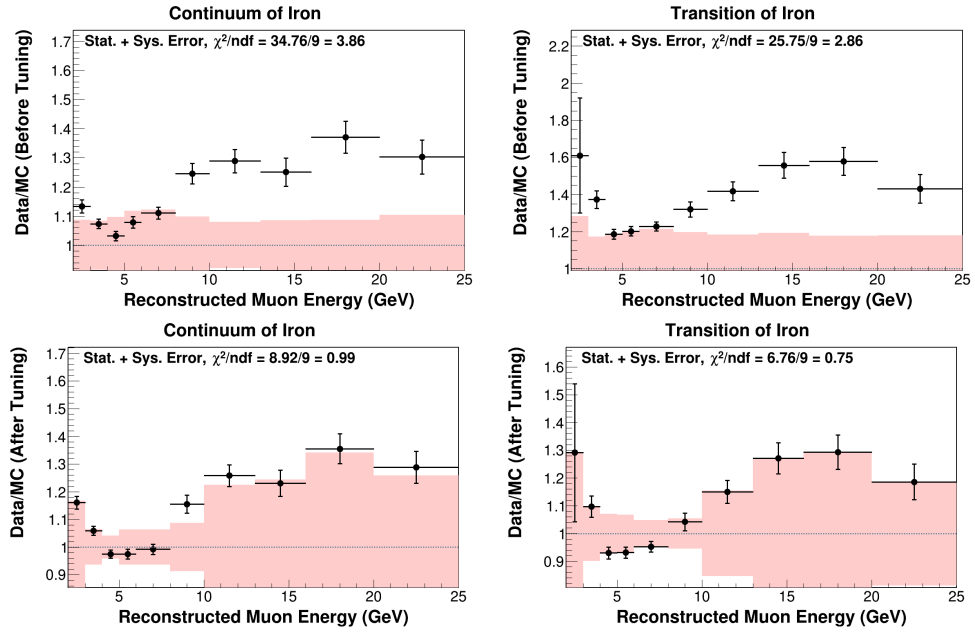 Continuum of Iron
Stat. + Sys. Error, χ²/ndf = 34.76/9 = 3.86
Data/MC (Before Tuning)
1.7
1.6
1.5
1.4
1.3
1.2
1.1
1
5 10 15 20 25
Reconstructed Muon Energy (GeV)
Transition of Iron
Stat. + Sys. Error, χ²/ndf = 25.75/9 = 2.86
Data/MC (Before Tuning)
2.2
2
1.8
1.6
1.4
1.2
1
5 10 15 20 25
Reconstructed Muon Energy (GeV)
Continuum of Iron
Stat. + Sys. Error, χ²/ndf = 8.92/9 = 0.99
Data/MC (After Tuning)
1.7
1.6
1.5
1.4
1.3
1.2
1.1
1
0.9
5 10 15 20 25
Reconstructed Muon Energy (GeV)
Transition of Iron
Stat. + Sys. Error, χ²/ndf = 6.76/9 = 0.75
Data/MC (After Tuning)
1.6
1.5
1.4
1.3
1.2
1.1
1
0.9
5 10 15 20 25
Reconstructed Muon Energy (GeV)